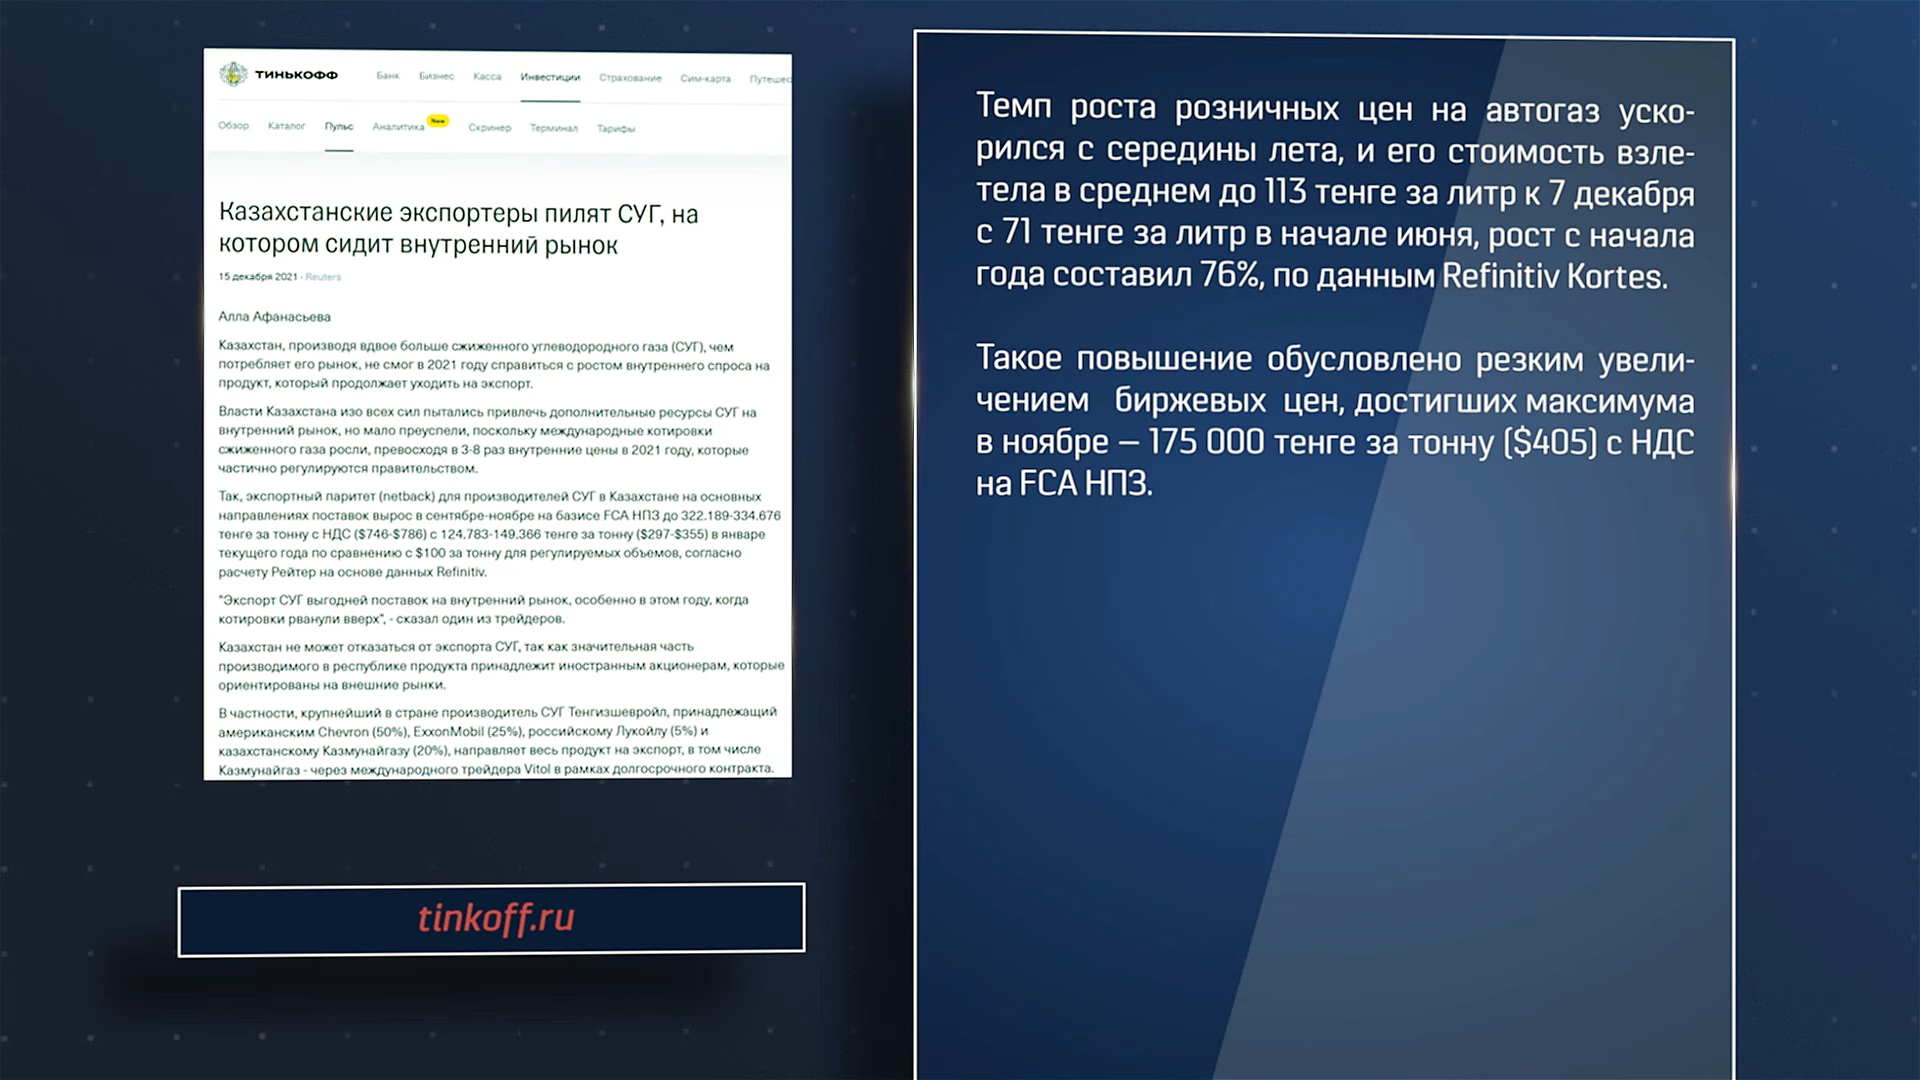 ТИНЬКОФФ Банк Бизнес Касса Инвестиции Страхование Сим-карта Путешес
Обзор Каталог Пульс Аналитика New Скринер Терминал Тарифы
Казахстанские экспортеры пилят СУГ, на
котором сидит внутренний рынок
15 декабря 2021 - Reuters
Алла Афанасьева
Казахстан, производя вдвое больше сжиженного углеводородного газа (СУГ), чем
потребляет его рынок, не смог в 2021 году справиться с ростом внутреннего спроса на
продукт, который продолжает уходить на экспорт.
Власти Казахстана изо всех сил пытались привлечь дополнительные ресурсы СУГ на
внутренний рынок, но мало преуспели, поскольку международные котировки
сжиженного газа росли, превосходя в 3-8 раз внутренние цены в 2021 году, которые
частично регулируются правительством.
Так, экспортный паритет (netback) для производителей СУГ в Казахстане на основных
направлениях поставок вырос в сентябре-ноябре на базисе FCA НПЗ до 322.189-334.676
тенге за тонну с НДС ($746-$786) с 124.783-149.366 тенге за тонну ($297-$355) в январе
текущего года по сравнению с $100 за тонну для регулируемых объемов, согласно
расчету Рейтер на основе данных Refinitiv.
"Экспорт СУГ выгодней поставок на внутренний рынок, особенно в этом году, когда
котировки рванули вверх", - сказал один из трейдеров.
Казахстан не может отказаться от экспорта СУГ, так как значительная часть
производимого в республике продукта принадлежит иностранным акционерам, которые
ориентированы на внешние рынки.
В частности, крупнейший в стране производитель СУГ Тенгизшевройл, принадлежащий
американским Chevron (50%), ExxonMobil (25%), российскому Лукойлу (5%) и
казахстанскому Казмунайгазу (20%), направляет весь продукт на экспорт, в том числе
Казмунайгаз - через международного трейдера Vitol в рамках долгосрочного контракта.
tinkoff.ru
Темп роста розничных цен на автогаз уско-
рился с середины лета, и его стоимость взле-
тела в среднем до 113 тенге за литр к 7 декабря
с 71 тенге за литр в начале июня, рост с начала
года составил 76%, по данным Refinitiv Kortes.
Такое повышение обусловлено резким увели-
чением биржевых цен, достигших максимума
в ноябре – 175 000 тенге за тонну ($405) с НДС
на FCA НПЗ.